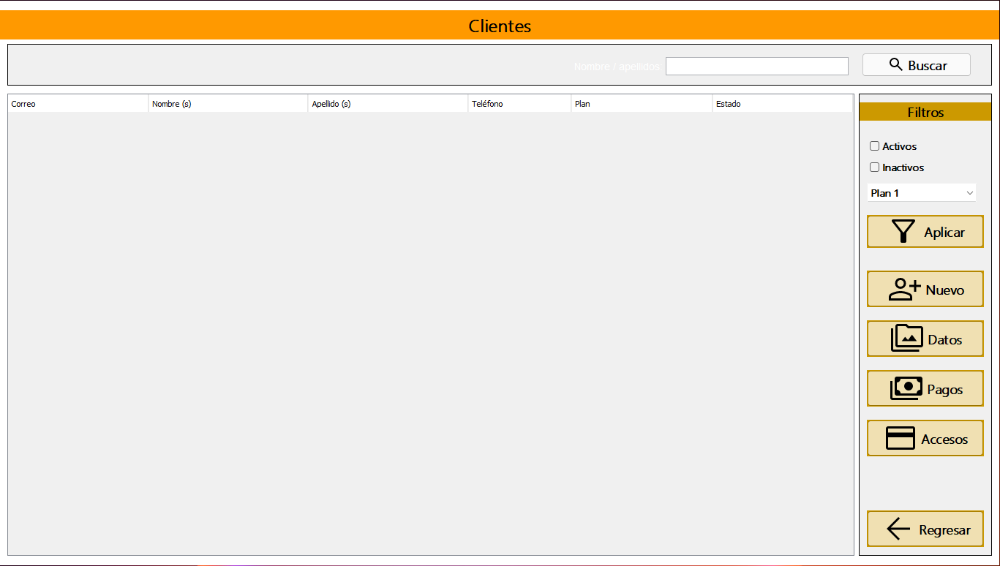 Clientes
Nombre / apellidos
Buscar
Correo Nombre (s) Apellido (s) Teléfono Plan Estado
Filtros
Activos
Inactivos
Plan 1
Aplicar
Nuevo
Datos
Pagos
Accesos
Regresar